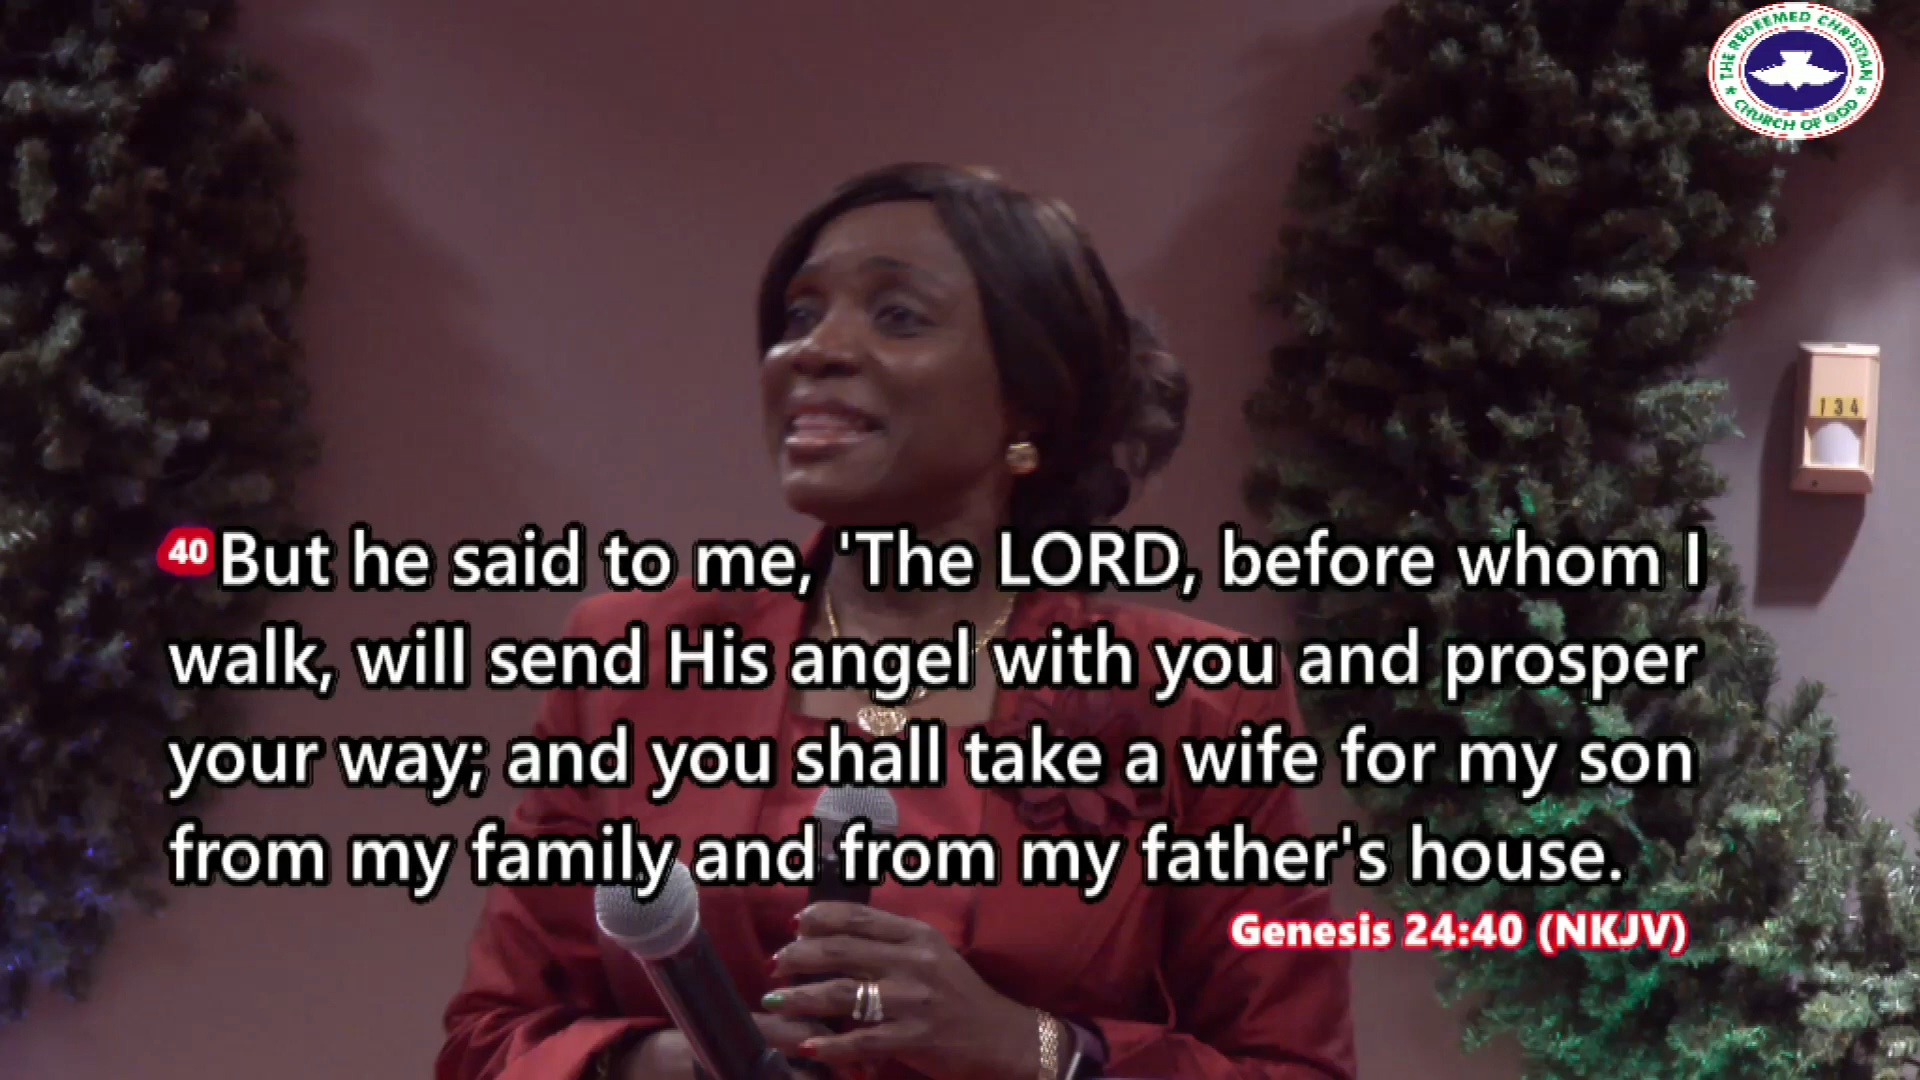 THE REDEEMED CHRISTIAN
* CHURCH OF GOD *
134
40 But he said to me, 'The LORD, before whom I
walk, will send His angel with you and prosper
your way; and you shall take a wife for my son
from my family and from my father's house.
Genesis 24:40 (NKJV)